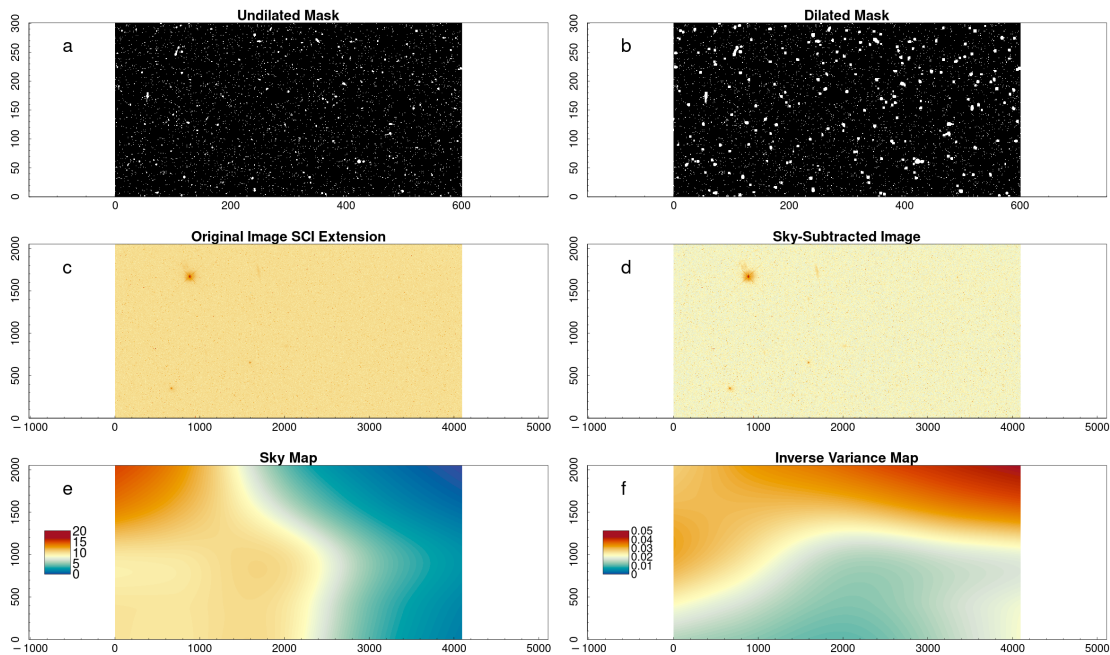 Undilated Mask
Dilated Mask
a
b
0 50 100 150 200 250 300
0 50 100 150 200 250 300
0 200 400 600
0 200 400 600
Original Image SCI Extension
Sky-Subtracted Image
c
d
0 500 1000 1500 2000
0 500 1000 1500 2000
−1000 0 1000 2000 3000 4000 5000
−1000 0 1000 2000 3000 4000 5000
Sky Map
Inverse Variance Map
e
f
20
15
10
5
0
0.05
0.04
0.03
0.02
0.01
0
0 500 1000 1500 2000
0 500 1000 1500 2000
−1000 0 1000 2000 3000 4000 5000
−1000 0 1000 2000 3000 4000 5000